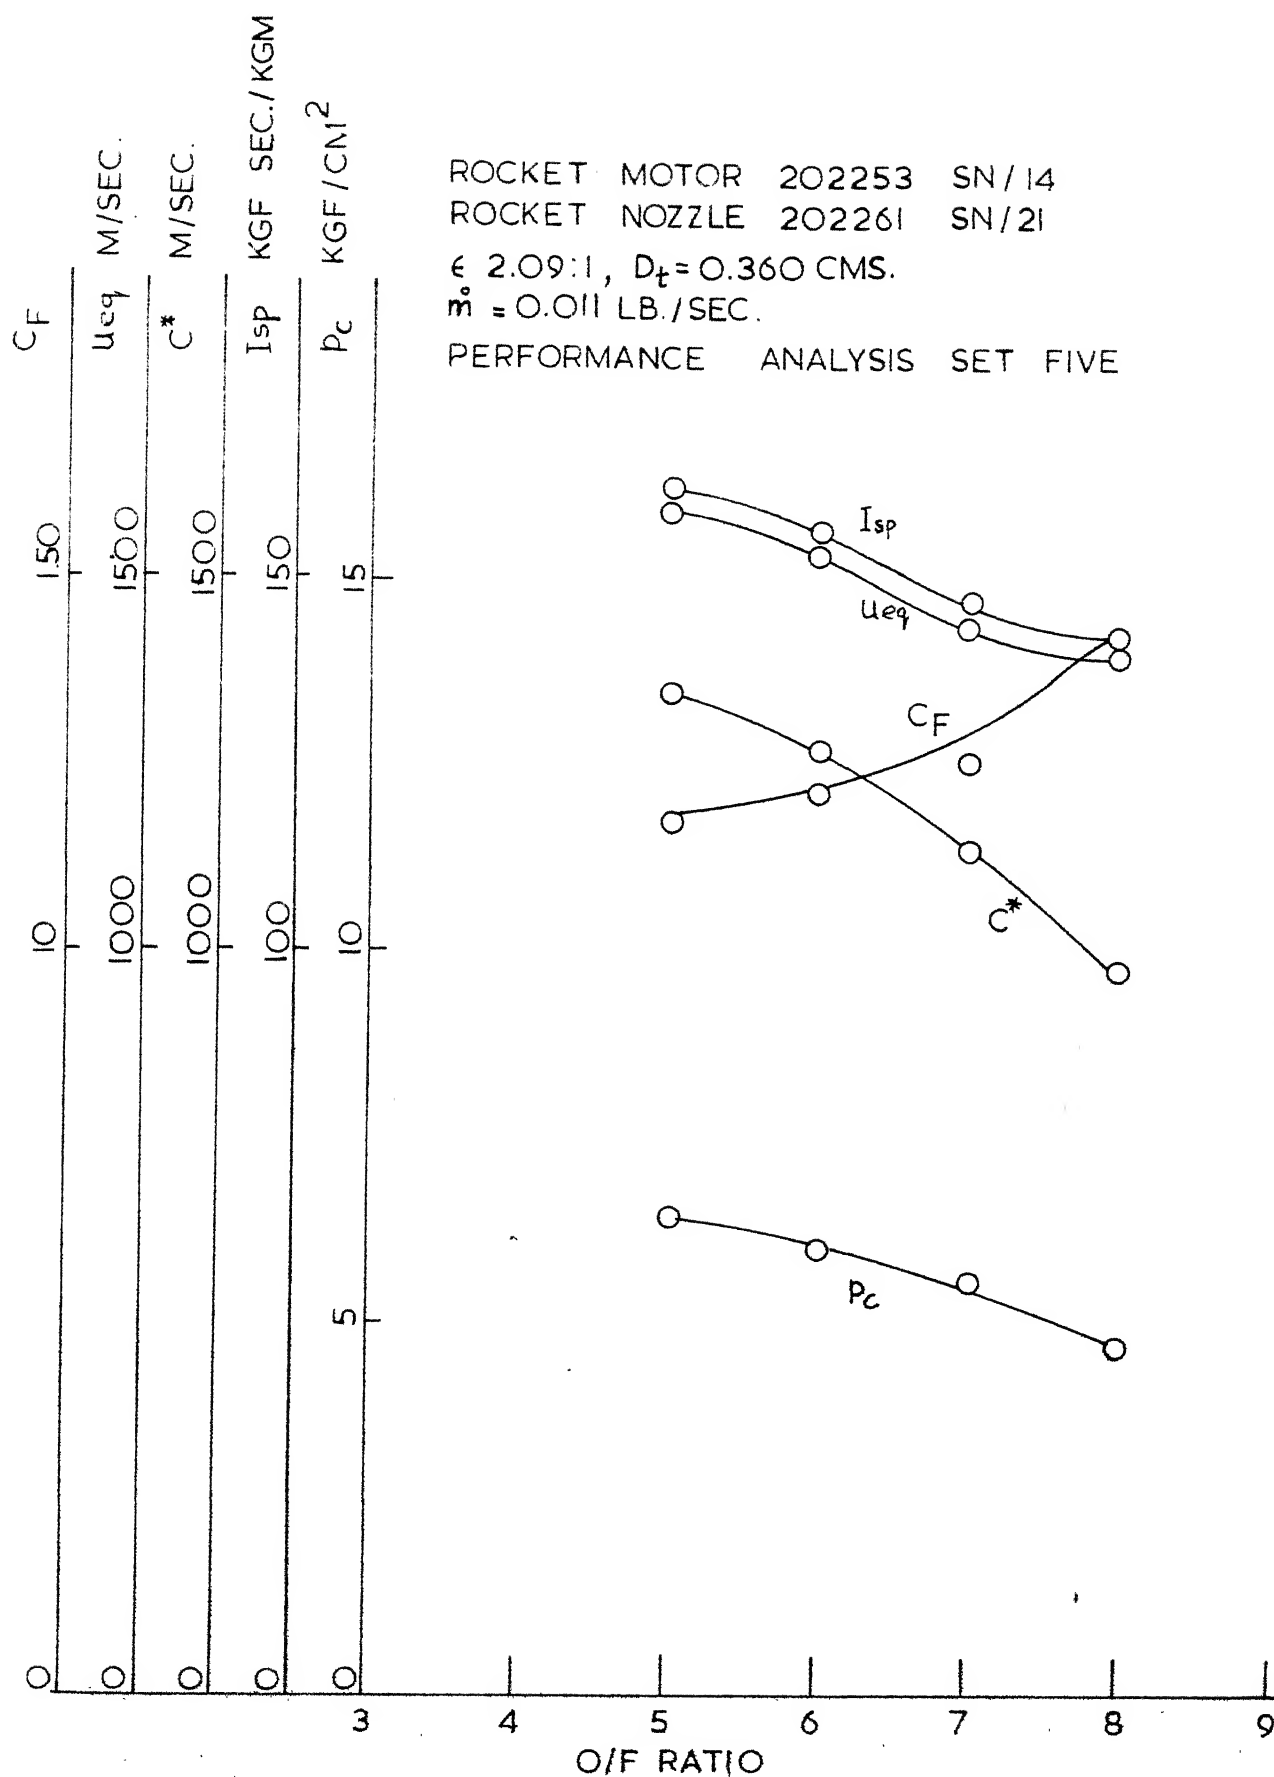 ROCKET MOTOR 202253 SN/14
ROCKET NOZZLE 202261 SN/21
ϵ 2.09:1, Dt = 0.360 CMS.
m̊ = 0.011 LB./SEC.
PERFORMANCE ANALYSIS SET FIVE
CF
Ueq M/SEC.
C* M/SEC.
Isp KGF SEC./KGM
Pc KGF/CM²
1.50
1500
1500
150
15
10
1000
1000
100
10
5
0
0
0
0
0
Isp
Ueq
CF
C*
Pc
3 4 5 6 7 8 9
O/F RATIO